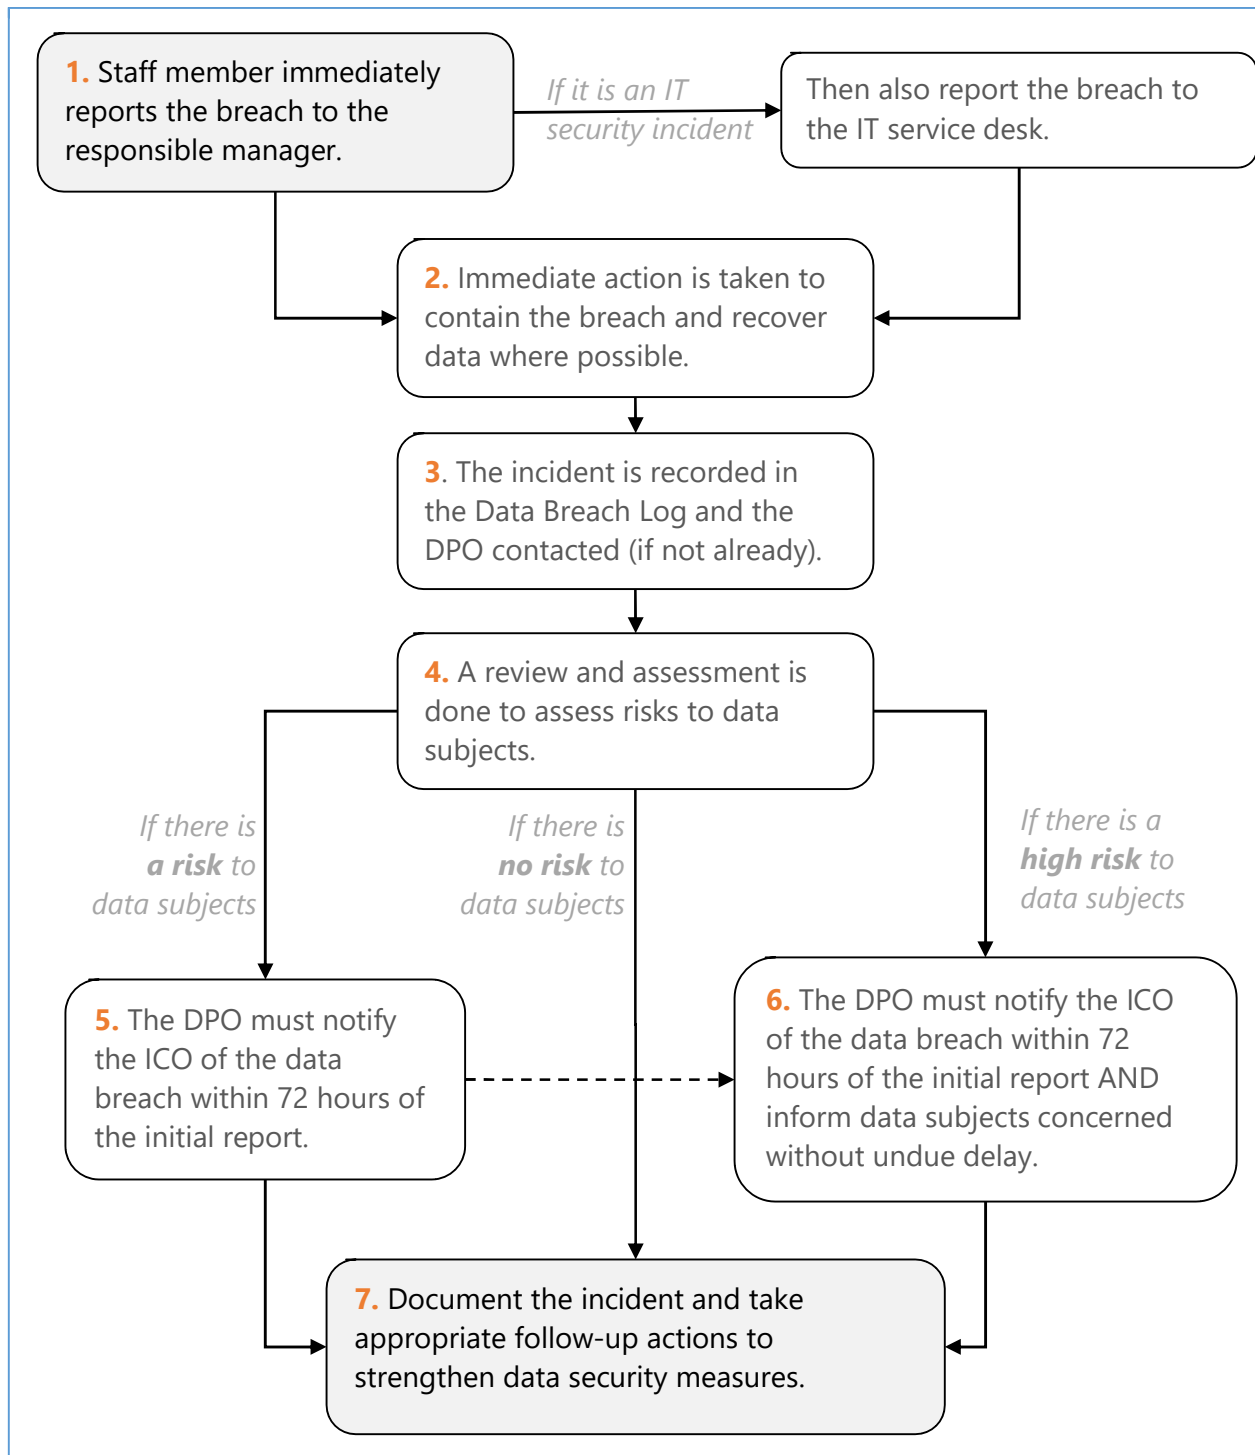 1. Staff member immediately
reports the breach to the
responsible manager.
If it is an IT
security incident
Then also report the breach to
the IT service desk.
2. Immediate action is taken to
contain the breach and recover
data where possible.
3. The incident is recorded in
the Data Breach Log and the
DPO contacted (if not already).
4. A review and assessment is
done to assess risks to data
subjects.
If there is
a risk to
data subjects
If there is
no risk to
data subjects
If there is a
high risk to
data subjects
5. The DPO must notify
the ICO of the data
breach within 72 hours of
the initial report.
6. The DPO must notify the ICO
of the data breach within 72
hours of the initial report AND
inform data subjects concerned
without undue delay.
7. Document the incident and take
appropriate follow-up actions to
strengthen data security measures.